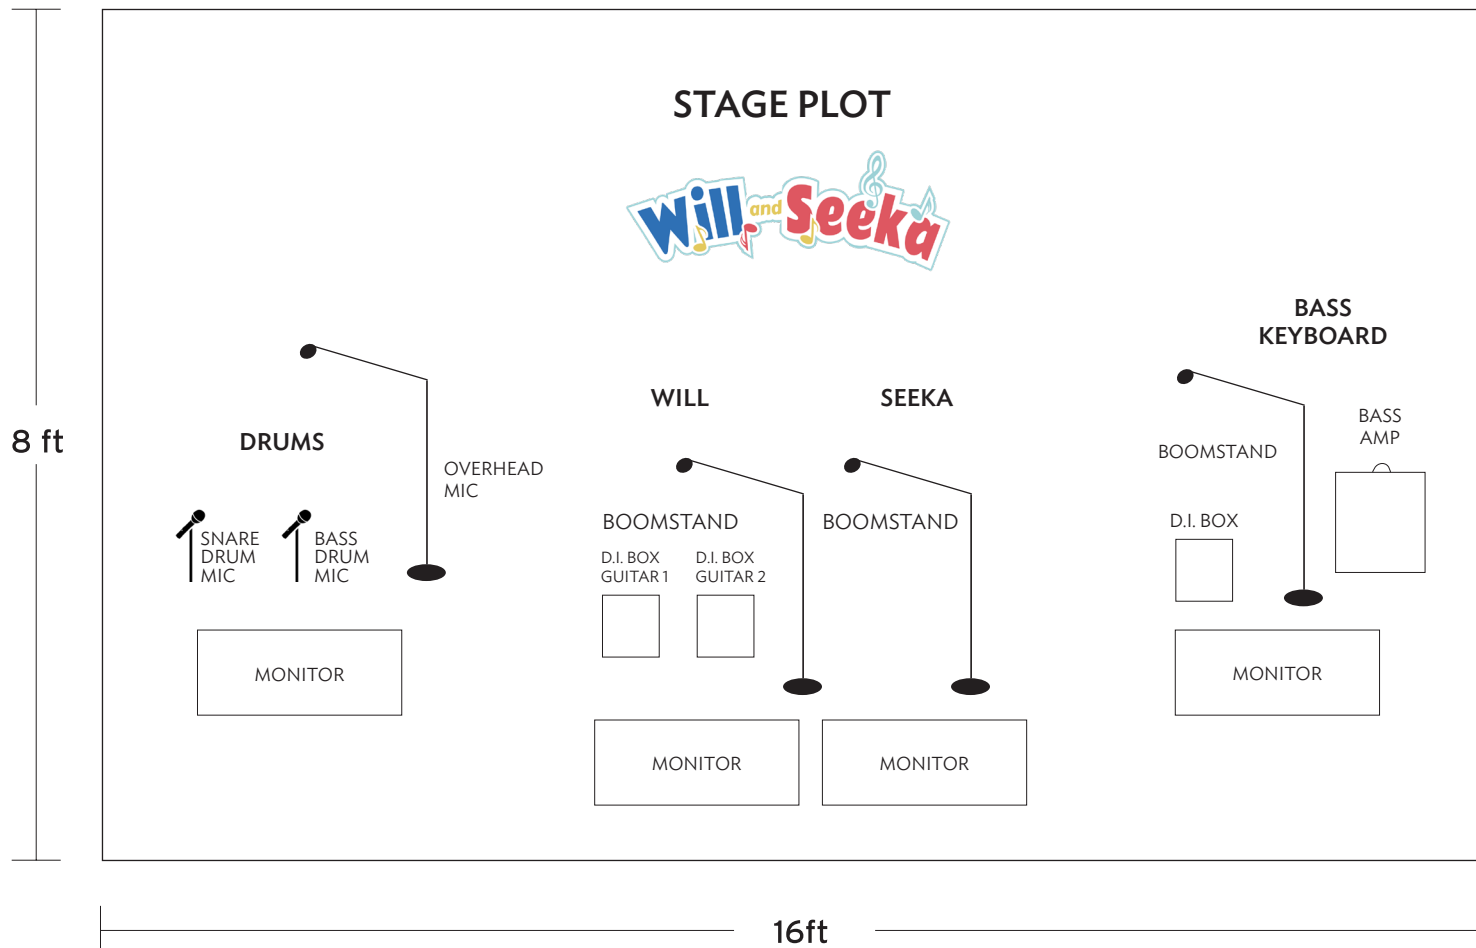 STAGE PLOT
Will and Seeka
BASS
KEYBOARD
WILL
SEEKA
DRUMS
8 ft
OVERHEAD
MIC
BOOMSTAND
BASS
AMP
SNARE
DRUM
MIC
BASS
DRUM
MIC
BOOMSTAND
BOOMSTAND
D.I. BOX
D.I. BOX
GUITAR 1
D.I. BOX
GUITAR 2
MONITOR
MONITOR
MONITOR
MONITOR
16ft